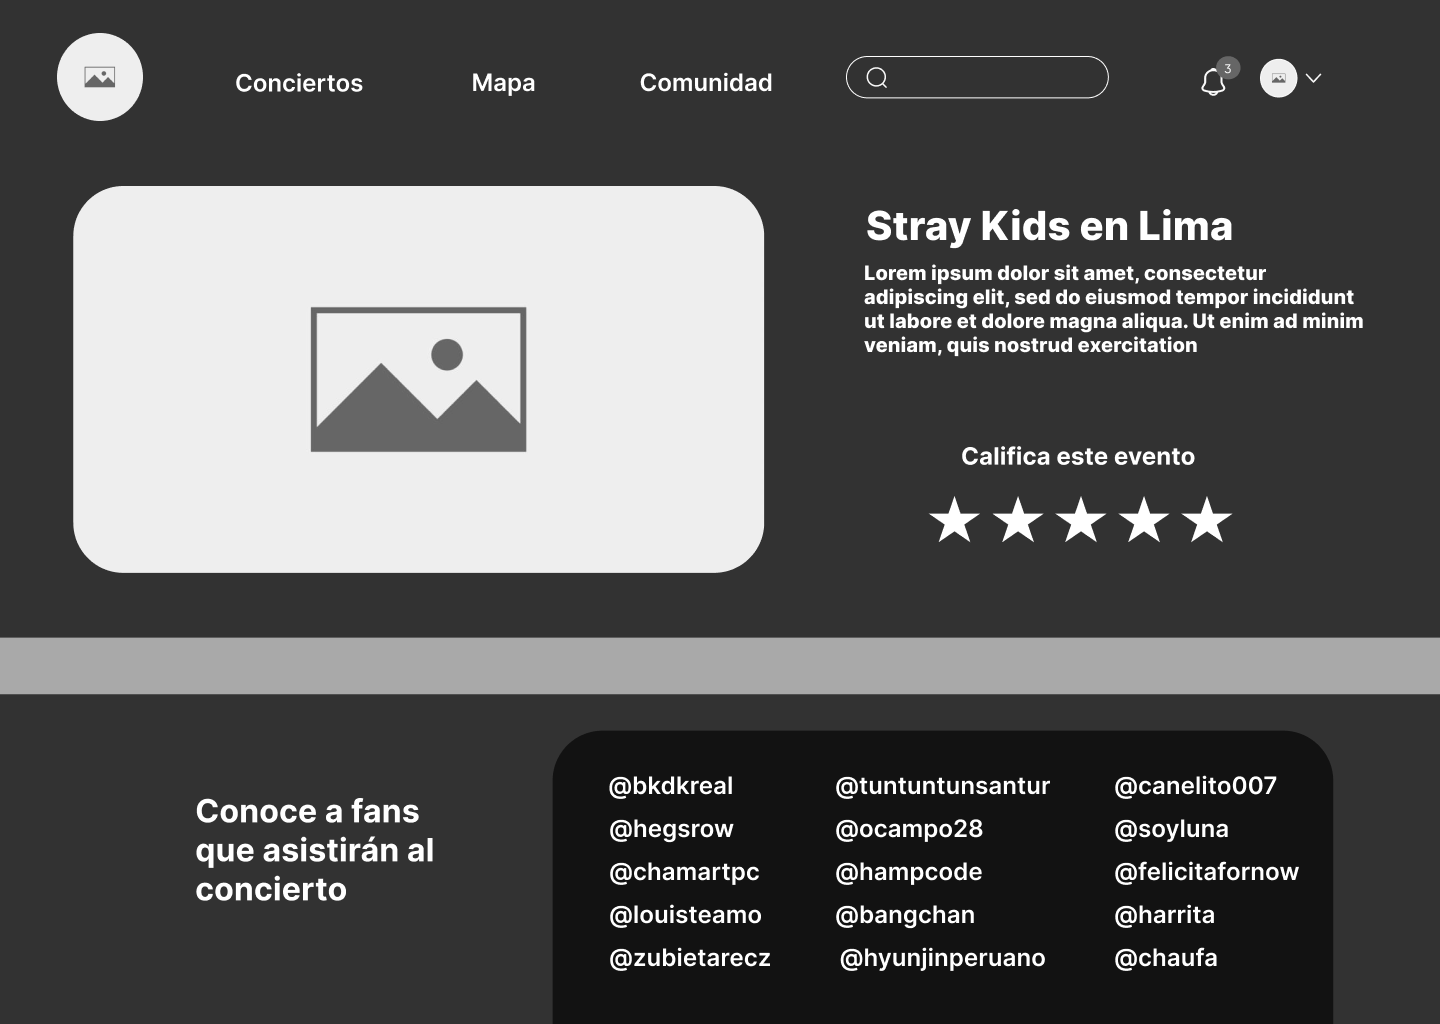 Conciertos
Mapa
Comunidad
3
Stray Kids en Lima
Lorem ipsum dolor sit amet, consectetur
adipiscing elit, sed do eiusmod tempor incididunt
ut labore et dolore magna aliqua. Ut enim ad minim
veniam, quis nostrud exercitation
Califica este evento
Conoce a fans
que asistirán al
concierto
@bkdkreal
@hegsrow
@chamartpc
@louisteamo
@zubietarecz
@tuntuntunsantur
@ocampo28
@hampcode
@bangchan
@hyunjinperuano
@canelito007
@soyluna
@felicitafornow
@harrita
@chaufa